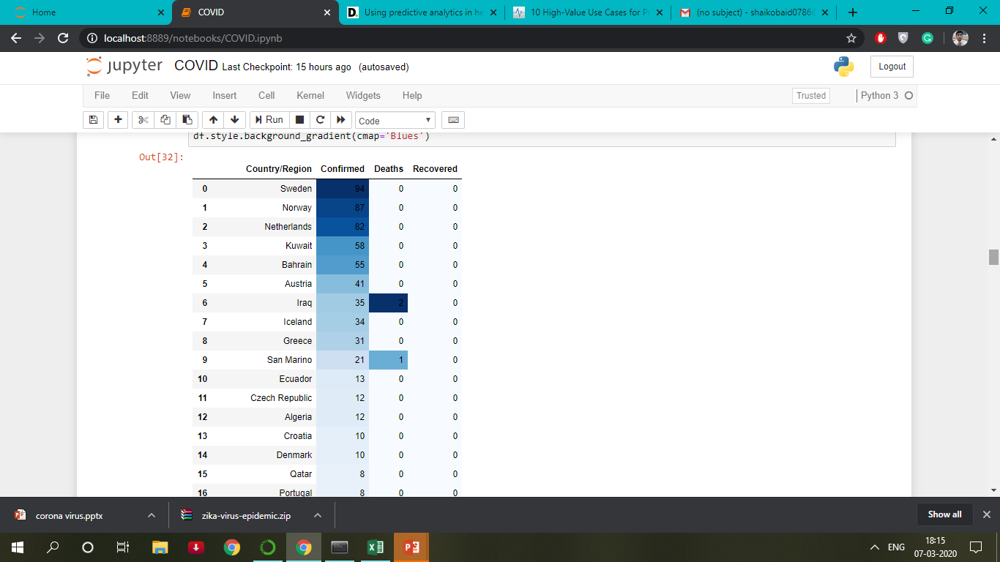 Home
COVID
Using predictive analytics in he
10 High-Value Use Cases for Pr
(no subject) - shaikobaid0786@
localhost:8889/notebooks/COVID.ipynb
jupyter COVID Last Checkpoint: 15 hours ago (autosaved)
Logout
File Edit View Insert Cell Kernel Widgets Help
Trusted
Python 3
Run
Code
df.style.background_gradient(cmap='Blues')
Out[32]:
Country/Region Confirmed Deaths Recovered
0 Sweden 94 0 0
1 Norway 87 0 0
2 Netherlands 82 0 0
3 Kuwait 58 0 0
4 Bahrain 55 0 0
5 Austria 41 0 0
6 Iraq 35 2 0
7 Iceland 34 0 0
8 Greece 31 0 0
9 San Marino 21 1 0
10 Ecuador 13 0 0
11 Czech Republic 12 0 0
12 Algeria 12 0 0
13 Croatia 10 0 0
14 Denmark 10 0 0
15 Qatar 8 0 0
16 Portugal 8 0 0
corona virus.pptx
zika-virus-epidemic.zip
Show all
ENG
18:15
07-03-2020